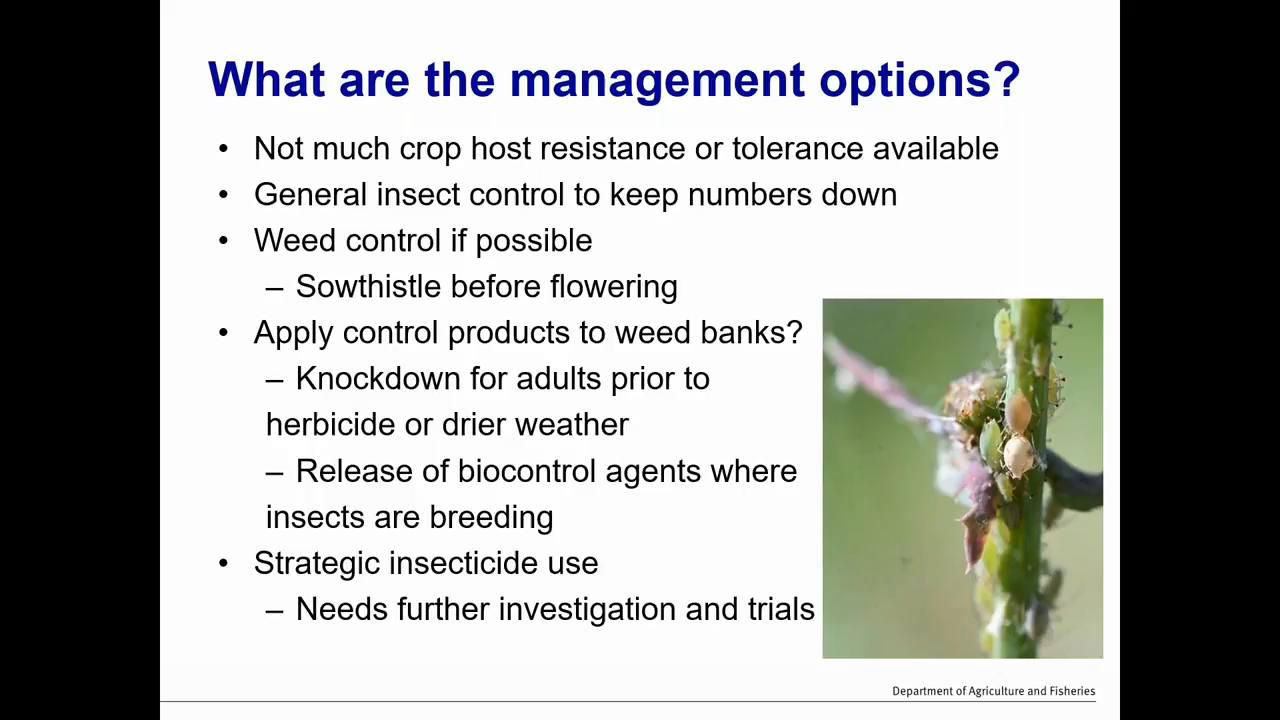 What are the management options?
• Not much crop host resistance or tolerance available
• General insect control to keep numbers down
• Weed control if possible
– Sowthistle before flowering
• Apply control products to weed banks?
– Knockdown for adults prior to
herbicide or drier weather
– Release of biocontrol agents where
insects are breeding
• Strategic insecticide use
– Needs further investigation and trials
Department of Agriculture and Fisheries